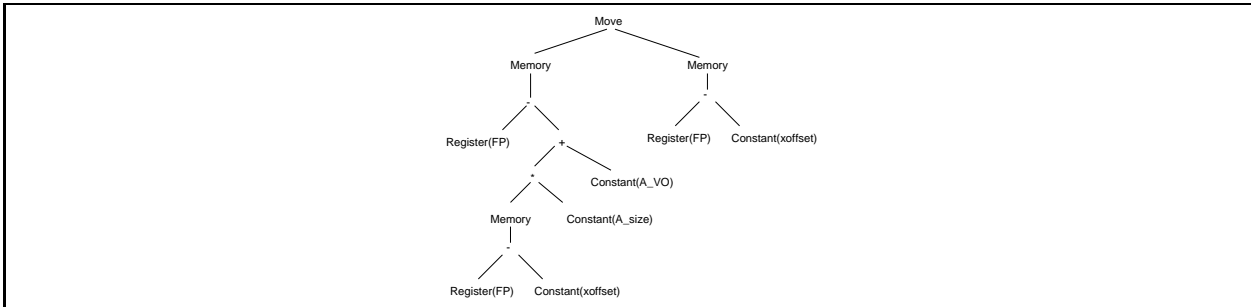 Move
Memory Memory
- -
Register(FP) + Register(FP) Constant(xoffset)
* Constant(A_VO)
Memory Constant(A_size)
-
Register(FP) Constant(xoffset)